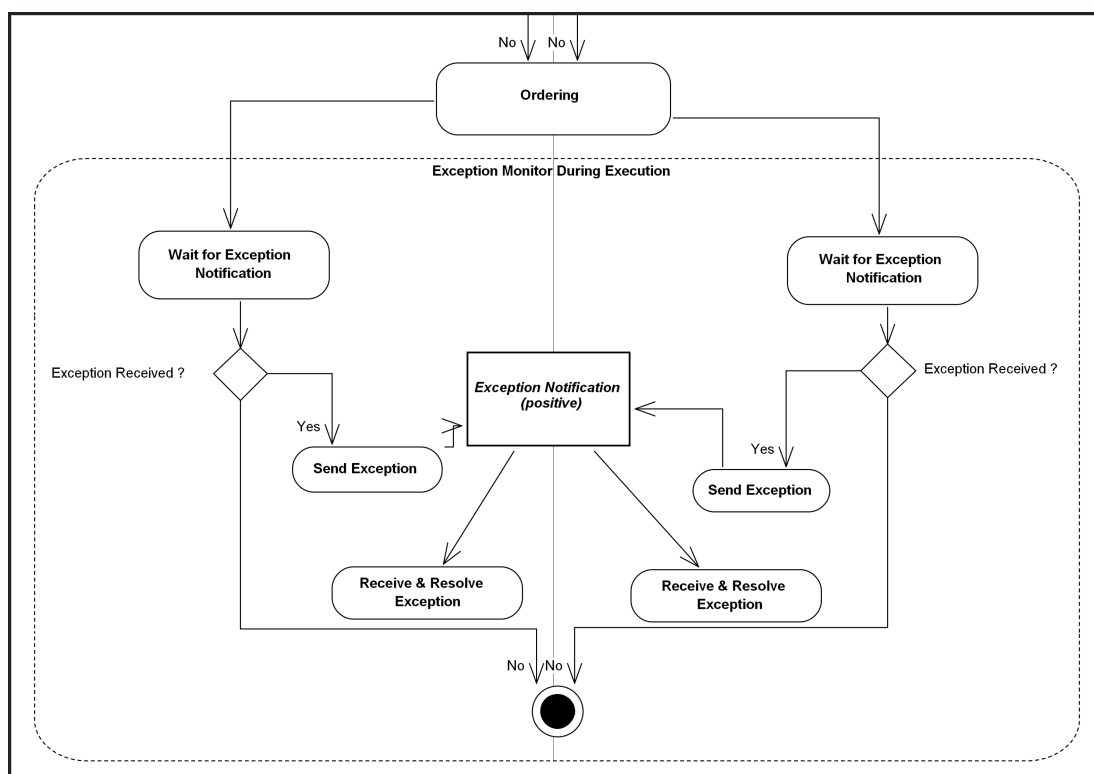 No No
Ordering
Exception Monitor During Execution
Wait for Exception
Notification
Wait for Exception
Notification
Exception Received ?
Exception Received ?
Exception Notification
(positive)
Yes
Yes
Send Exception
Send Exception
Receive & Resolve
Exception
Receive & Resolve
Exception
No No